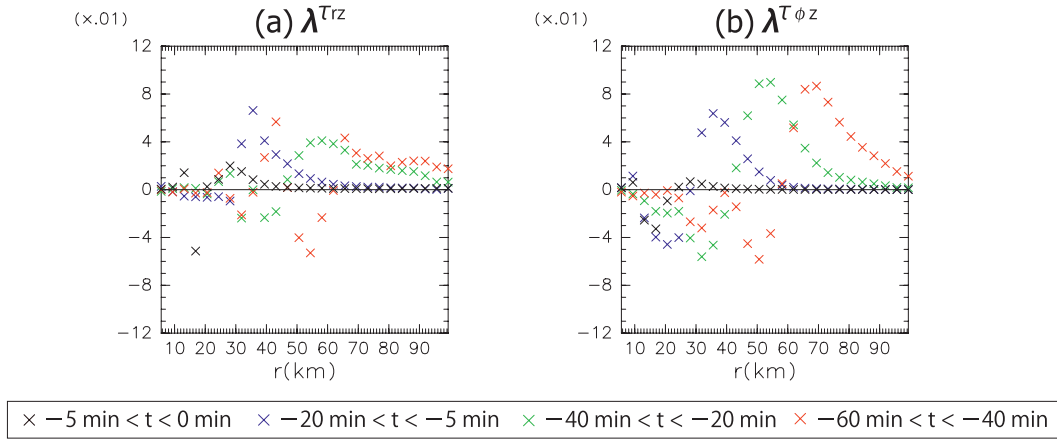 (×.01) (a) λ^τrz (×.01) (b) λ^τφz
12 12
8 8
4 4
0 0
−4 −4
−8 −8
−12 −12
10 20 30 40 50 60 70 80 90 10 20 30 40 50 60 70 80 90
r(km) r(km)
× −5 min < t < 0 min × −20 min < t < −5 min × −40 min < t < −20 min × −60 min < t < −40 min